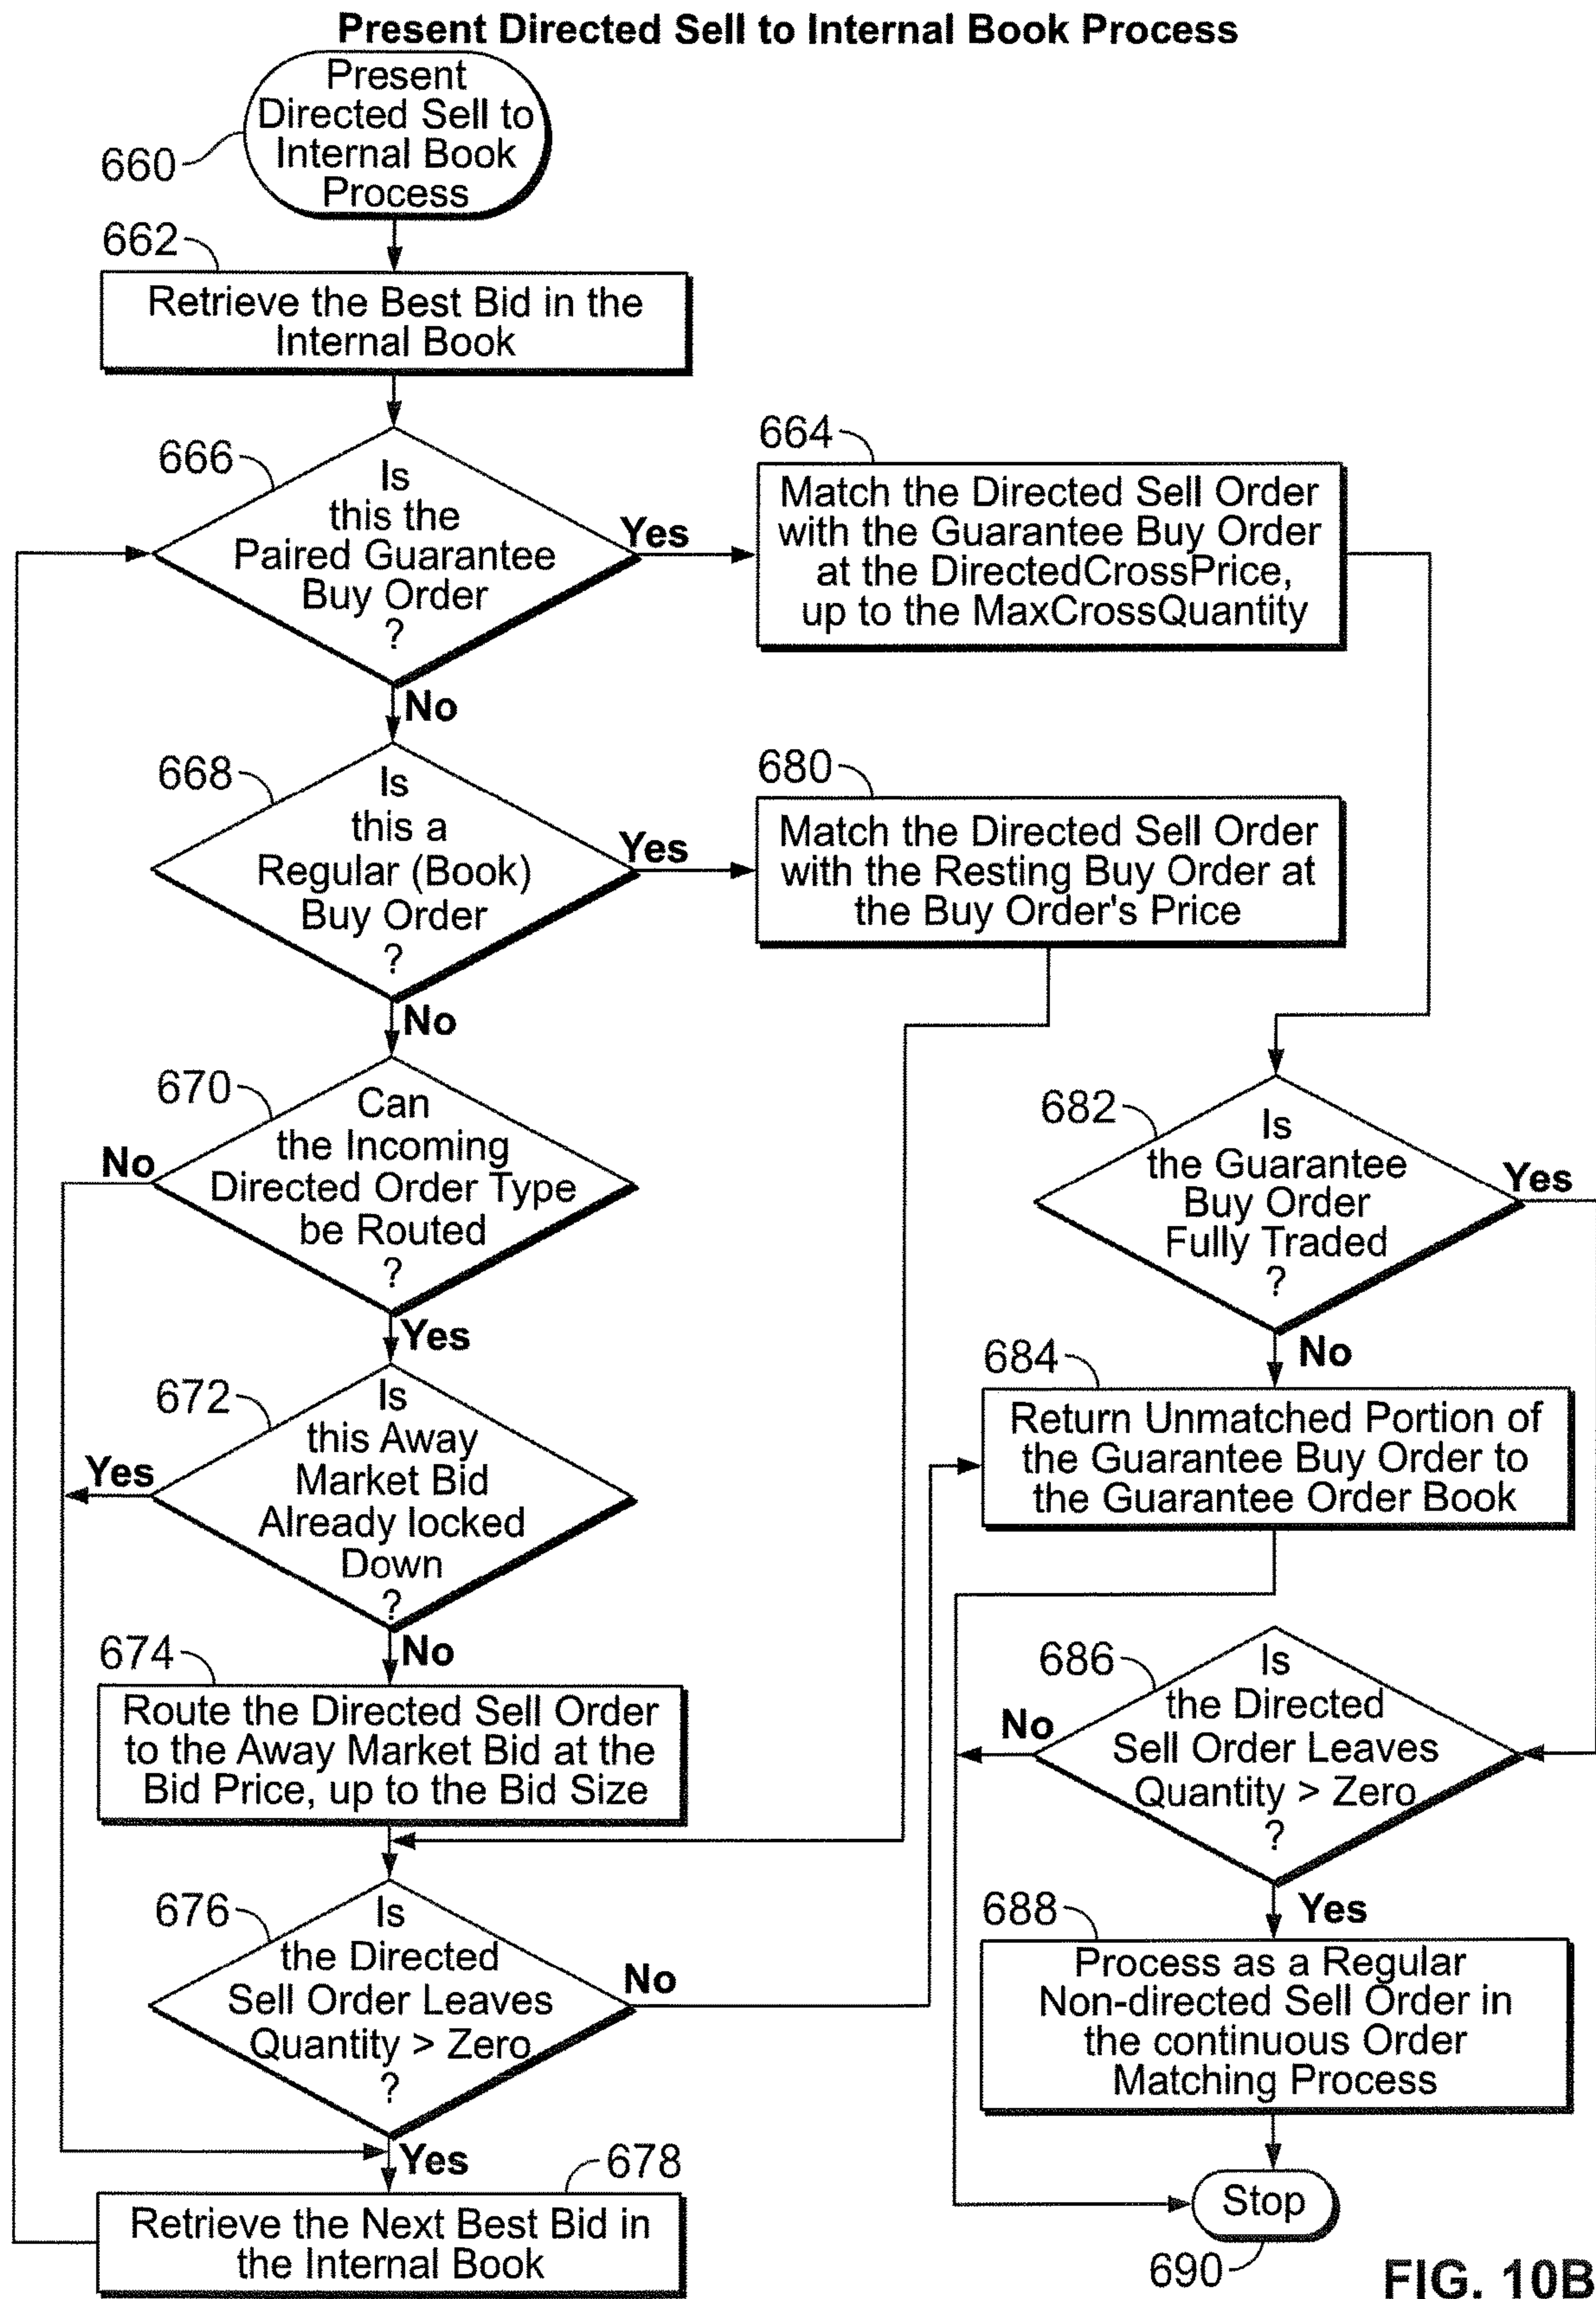 Present Directed Sell to Internal Book Process
Present
Directed Sell to
Internal Book
Process
660
662
Retrieve the Best Bid in the
Internal Book
666
Is
this the
Paired Guarantee
Buy Order
?
Yes
No
664
Match the Directed Sell Order
with the Guarantee Buy Order
at the DirectedCrossPrice,
up to the MaxCrossQuantity
668
Is
this a
Regular (Book)
Buy Order
?
Yes
No
680
Match the Directed Sell Order
with the Resting Buy Order at
the Buy Order's Price
670
Can
the Incoming
Directed Order Type
be Routed
?
No
Yes
672
Is
this Away
Market Bid
Already locked
Down
?
Yes
No
674
Route the Directed Sell Order
to the Away Market Bid at the
Bid Price, up to the Bid Size
676
Is
the Directed
Sell Order Leaves
Quantity > Zero
?
No
Yes
678
Retrieve the Next Best Bid in
the Internal Book
682
Is
the Guarantee
Buy Order
Fully Traded
?
Yes
No
684
Return Unmatched Portion of
the Guarantee Buy Order to
the Guarantee Order Book
686
Is
the Directed
Sell Order Leaves
Quantity > Zero
?
No
Yes
688
Process as a Regular
Non-directed Sell Order in
the continuous Order
Matching Process
Stop
690
FIG. 10B